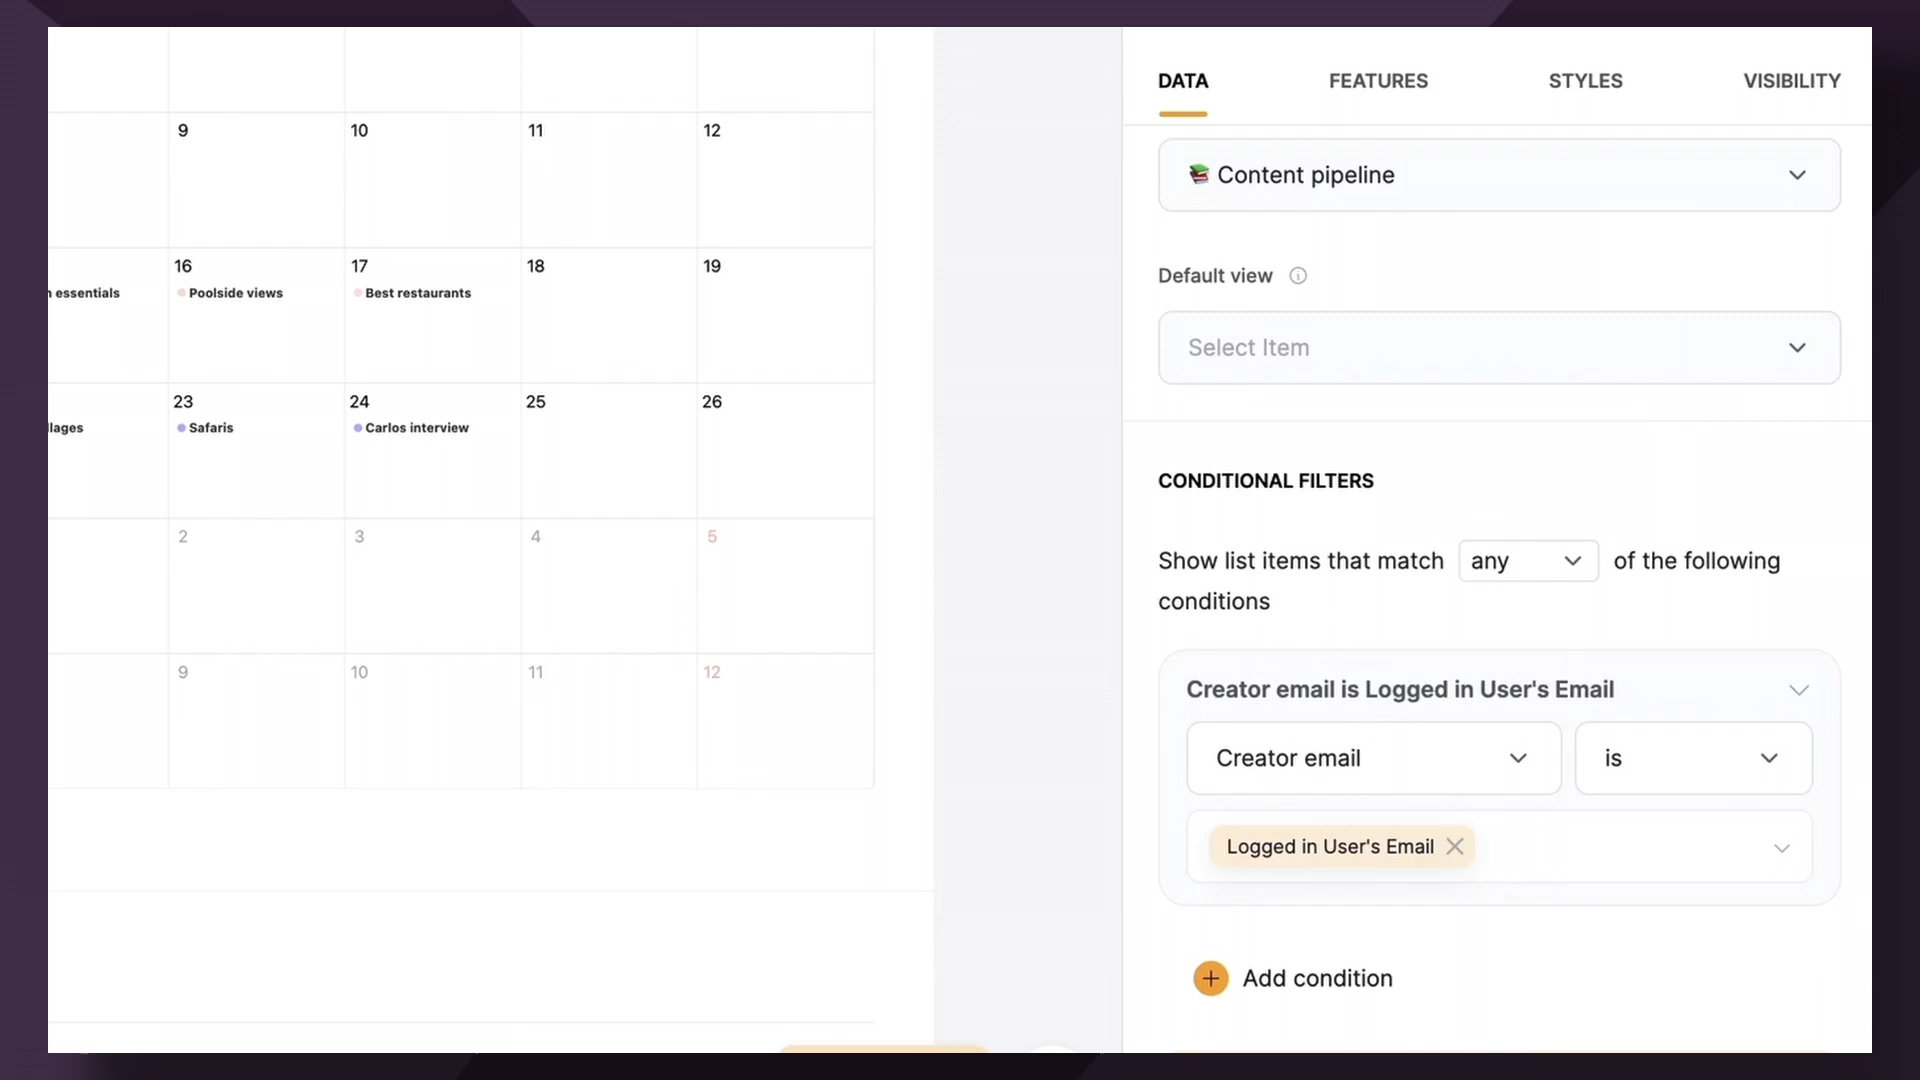 DATA FEATURES STYLES VISIBILITY
Content pipeline
Default view
Select Item
CONDITIONAL FILTERS
Show list items that match any of the following
conditions
Creator email is Logged in User's Email
Creator email is
Logged in User's Email
Add condition
9 10 11 12
16 17 18 19
essentials Poolside views Best restaurants
23 24 25 26
Safaris Carlos interview
2 3 4 5
9 10 11 12